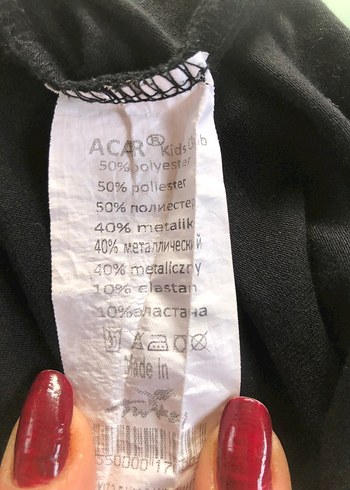 ACAR® Kids Club
50% polyester
50% poliester
50% полиестер
40% metalik
40% металлический
40% metaliczny
10% elastan
10% эластана
Made in